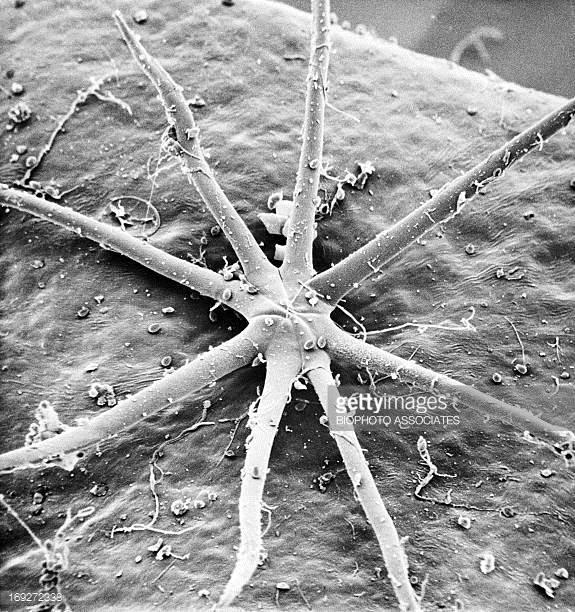 gettyimages®
BIOPHOTO ASSOCIATES
169272338